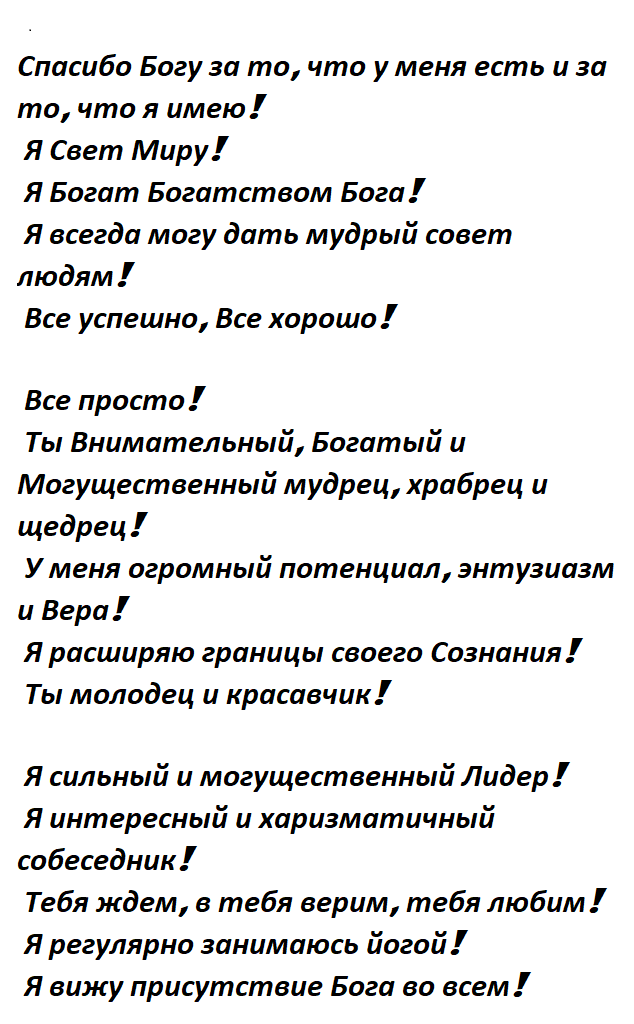 .
Спасибо Богу за то, что у меня есть и за
то, что я имею!
Я Свет Миру!
Я Богат Богатством Бога!
Я всегда могу дать мудрый совет
людям!
Все успешно, Все хорошо!
Все просто!
Ты Внимательный, Богатый и
Могущественный мудрец, храбрец и
щедрец!
У меня огромный потенциал, энтузиазм
и Вера!
Я расширяю границы своего Сознания!
Ты молодец и красавчик!
Я сильный и могущественный Лидер!
Я интересный и харизматичный
собеседник!
Тебя ждем, в тебя верим, тебя любим!
Я регулярно занимаюсь йогой!
Я вижу присутствие Бога во всем!